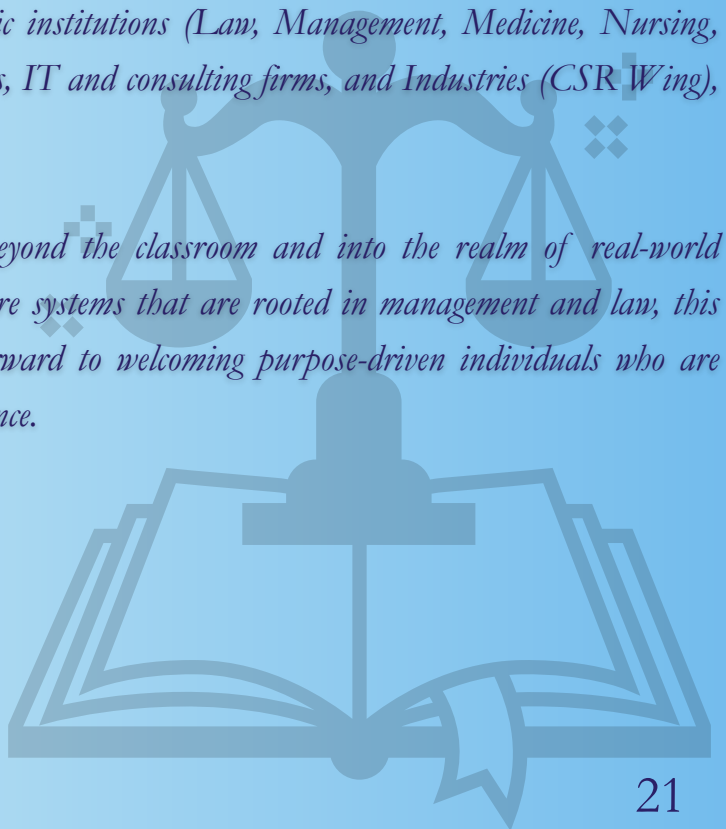 ic institutions (Law, Management, Medicine, Nursing,
s, IT and consulting firms, and Industries (CSR Wing),
eyond the classroom and into the realm of real-world
re systems that are rooted in management and law, this
rward to welcoming purpose-driven individuals who are
nce.
21